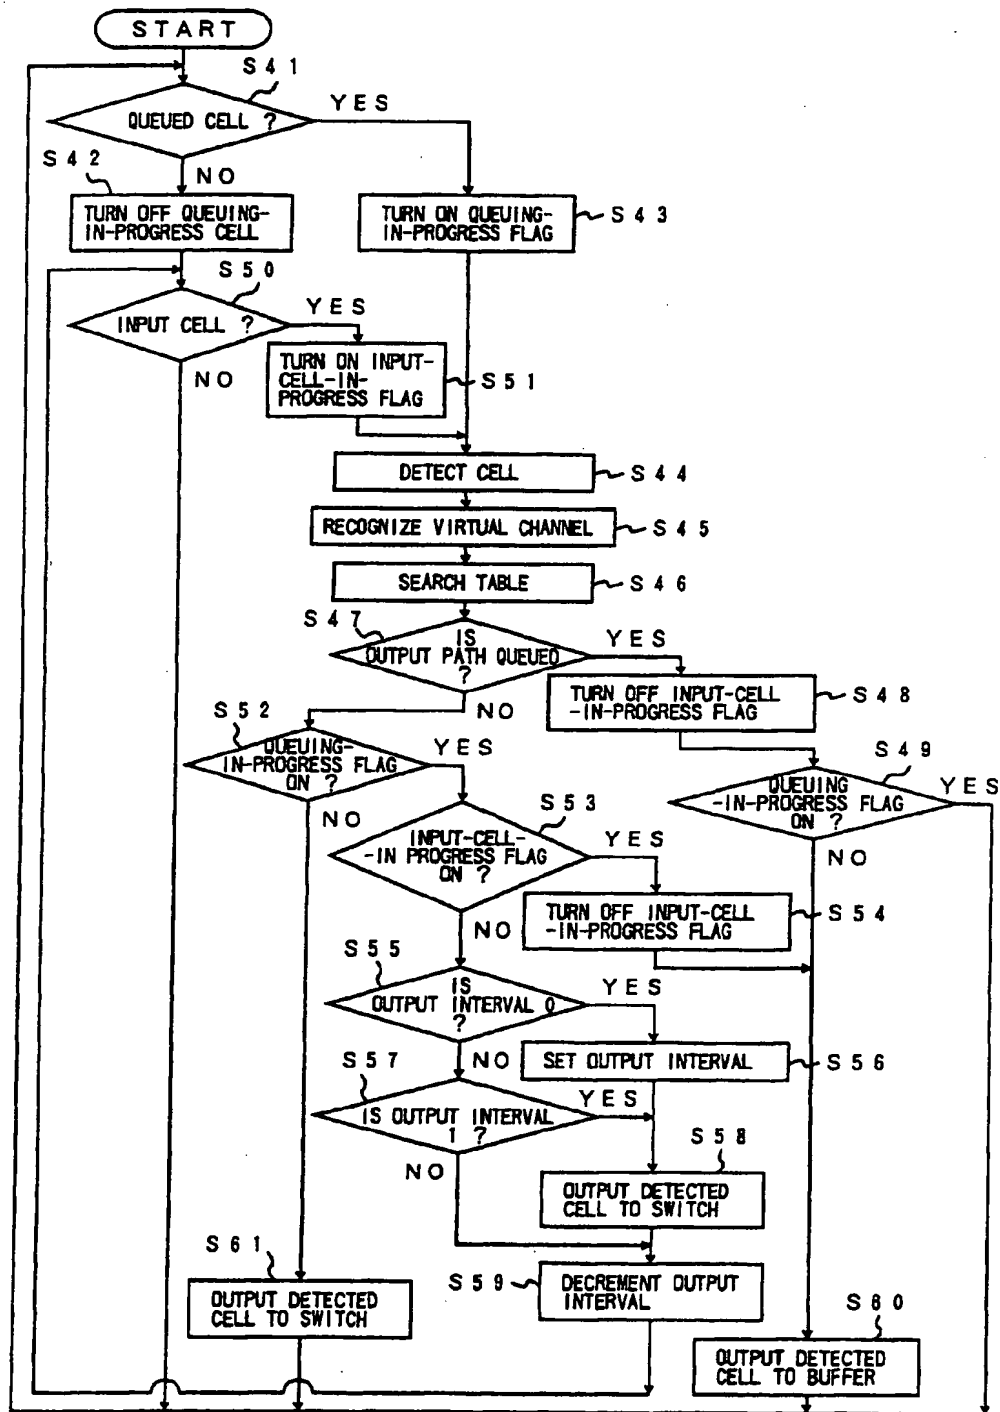 START
S41
QUEUED CELL ?
YES
S42
NO
TURN OFF QUEUING-
IN-PROGRESS CELL
TURN ON QUEUING-
IN-PROGRESS FLAG
S43
S50
INPUT CELL ?
YES
NO
TURN ON INPUT-
CELL-IN-
PROGRESS FLAG
S51
DETECT CELL
S44
RECOGNIZE VIRTUAL CHANNEL
S45
SEARCH TABLE
S46
S47
IS
OUTPUT PATH QUEUED
?
YES
NO
TURN OFF INPUT-CELL
-IN-PROGRESS FLAG
S48
S52
QUEUING-
IN-PROGRESS FLAG
ON ?
YES
NO
S49
QUEUING
-IN-PROGRESS FLAG
ON ?
YES
NO
S53
INPUT-CELL-
-IN PROGRESS FLAG
ON ?
YES
NO
TURN OFF INPUT-CELL
-IN-PROGRESS FLAG
S54
S55
IS
OUTPUT INTERVAL 0
?
YES
NO
SET OUTPUT INTERVAL
S56
S57
IS OUTPUT INTERVAL
1 ?
YES
NO
S58
OUTPUT DETECTED
CELL TO SWITCH
S61
OUTPUT DETECTED
CELL TO SWITCH
S59
DECREMENT OUTPUT
INTERVAL
S60
OUTPUT DETECTED
CELL TO BUFFER